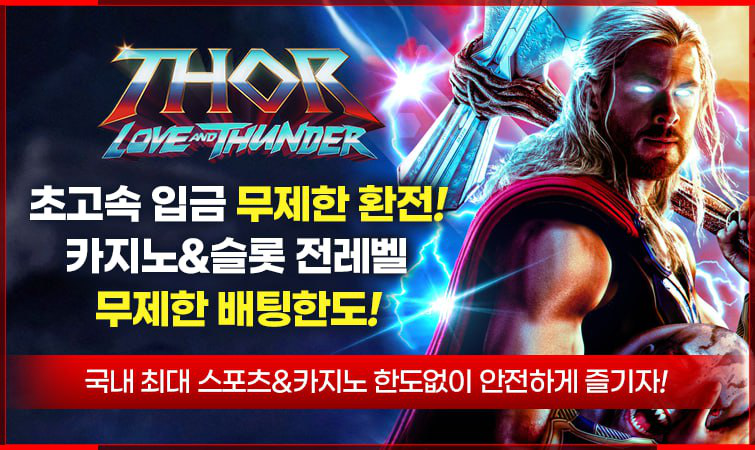 THOR
LOVE AND THUNDER
초고속 입금 무제한 환전!
카지노&슬롯 전레벨
무제한 배팅한도!
국내 최대 스포츠&카지노 한도없이 안전하게 즐기자!